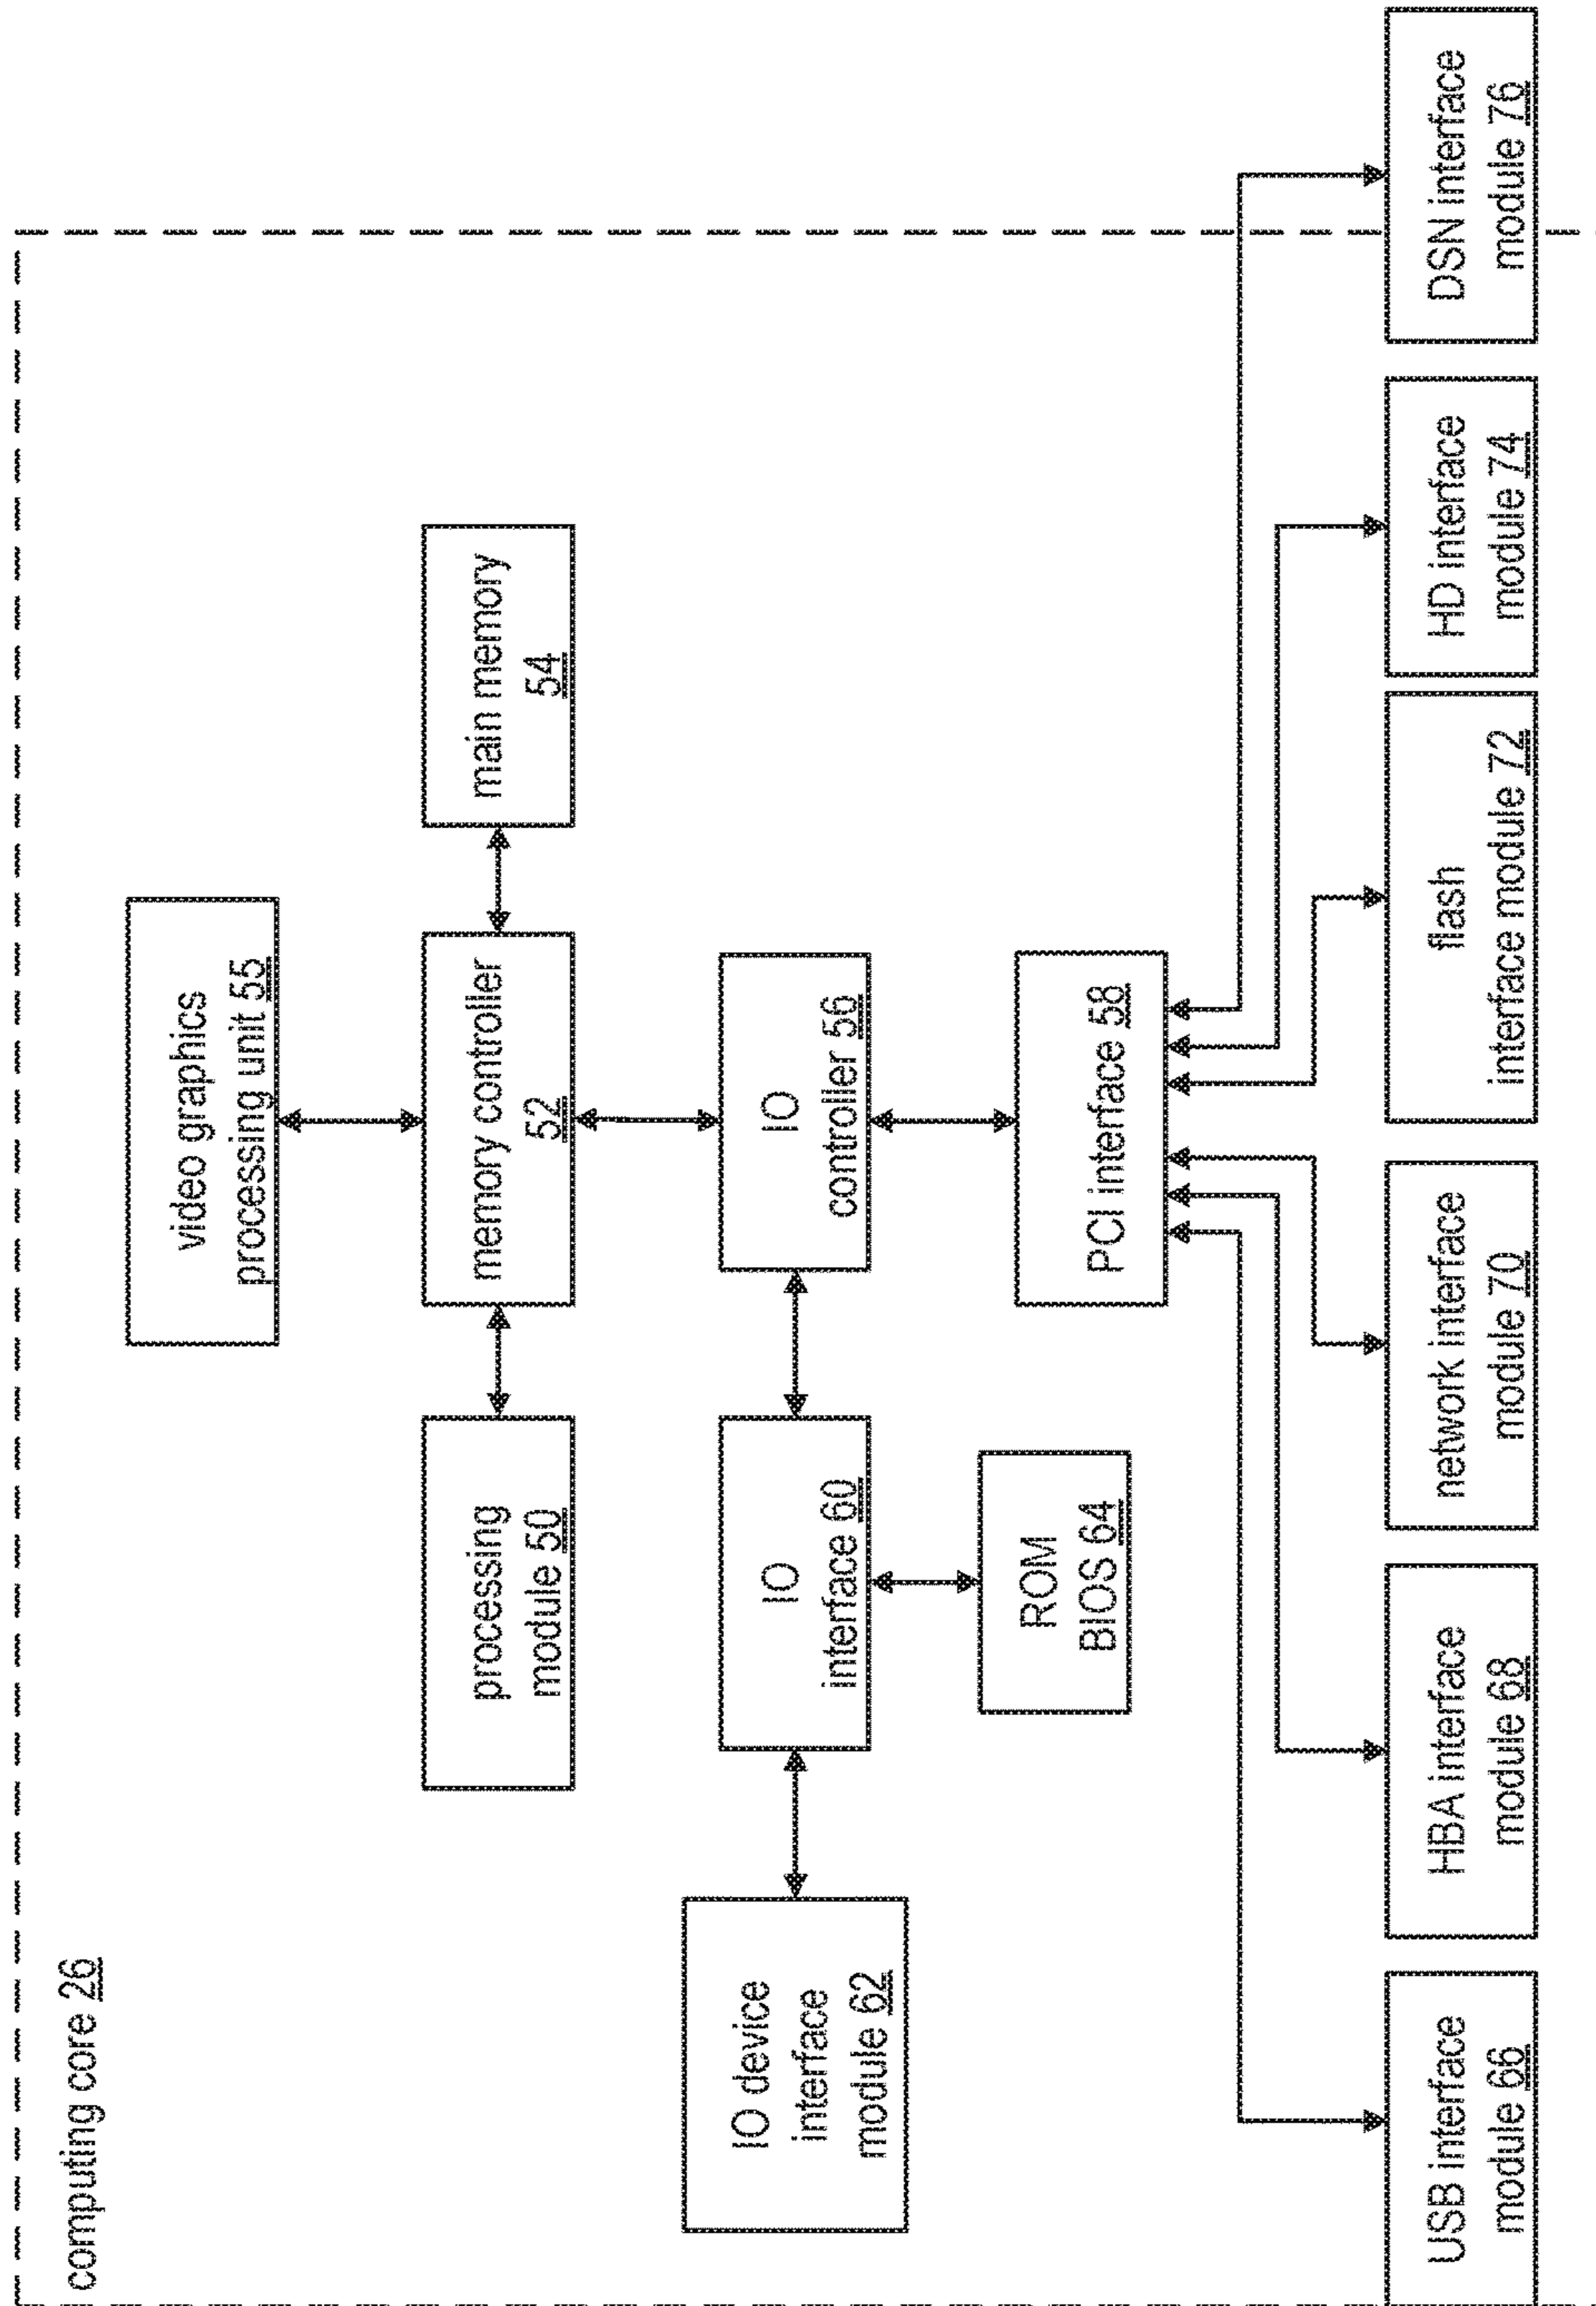 computing core 26
video graphics
processing unit 55
processing
module 50
memory controller
52
main memory
54
IO device
interface
module 62
IO
interface 60
IO
controller 56
ROM
BIOS 64
PCI interface 58
USB interface
module 66
HBA interface
module 68
network interface
module 70
flash
interface module 72
HD interface
module 74
DSN interface
module 76